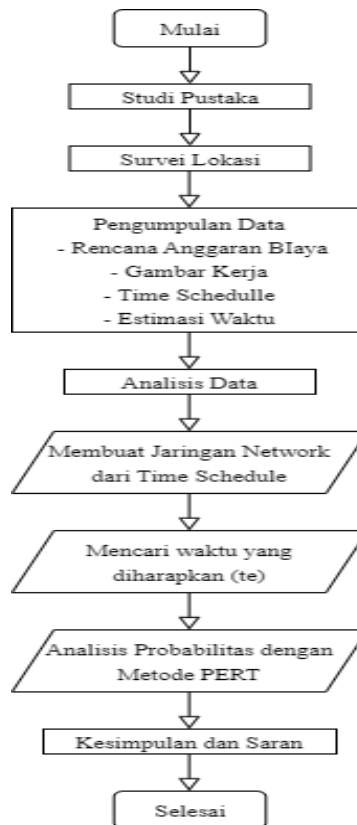 Mulai
Studi Pustaka
Survei Lokasi
Pengumpulan Data
- Rencana Anggaran BIaya
- Gambar Kerja
- Time Schedulle
- Estimasi Waktu
Analisis Data
Membuat Jaringan Network
dari Time Schedule
Mencari waktu yang
diharapkan (te)
Analisis Probabilitas dengan
Metode PERT
Kesimpulan dan Saran
Selesai